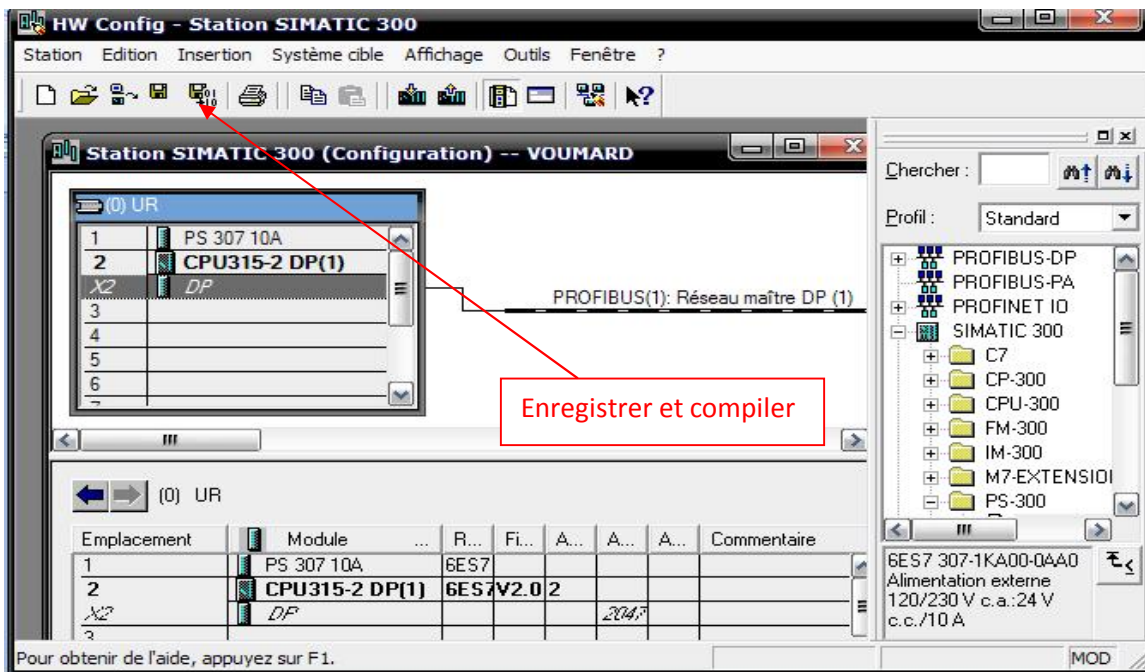 HW Config - Station SIMATIC 300
Station Edition Insertion Système cible Affichage Outils Fenêtre ?
Station SIMATIC 300 (Configuration) -- VOUMARD
(0) UR
1 PS 307 10A
2 CPU315-2 DP(1)
X2 DP
3
4
5
6
7
PROFIBUS(1): Réseau maître DP (1)
Enregistrer et compiler
(0) UR
Emplacement Module ... R... Fi... A... A... A... Commentaire
1 PS 307 10A 6ES7
2 CPU315-2 DP(1) 6ES7 V2.0 2
X2 DP 2047
3
Chercher :
Profil : Standard
PROFIBUS-DP
PROFIBUS-PA
PROFINET IO
SIMATIC 300
C7
CP-300
CPU-300
FM-300
IM-300
M7-EXTENSIO
PS-300
6ES7 307-1KA00-0AA0
Alimentation externe
120/230 V c.a.:24 V
c.c./10 A
Pour obtenir de l'aide, appuyez sur F1.
MOD